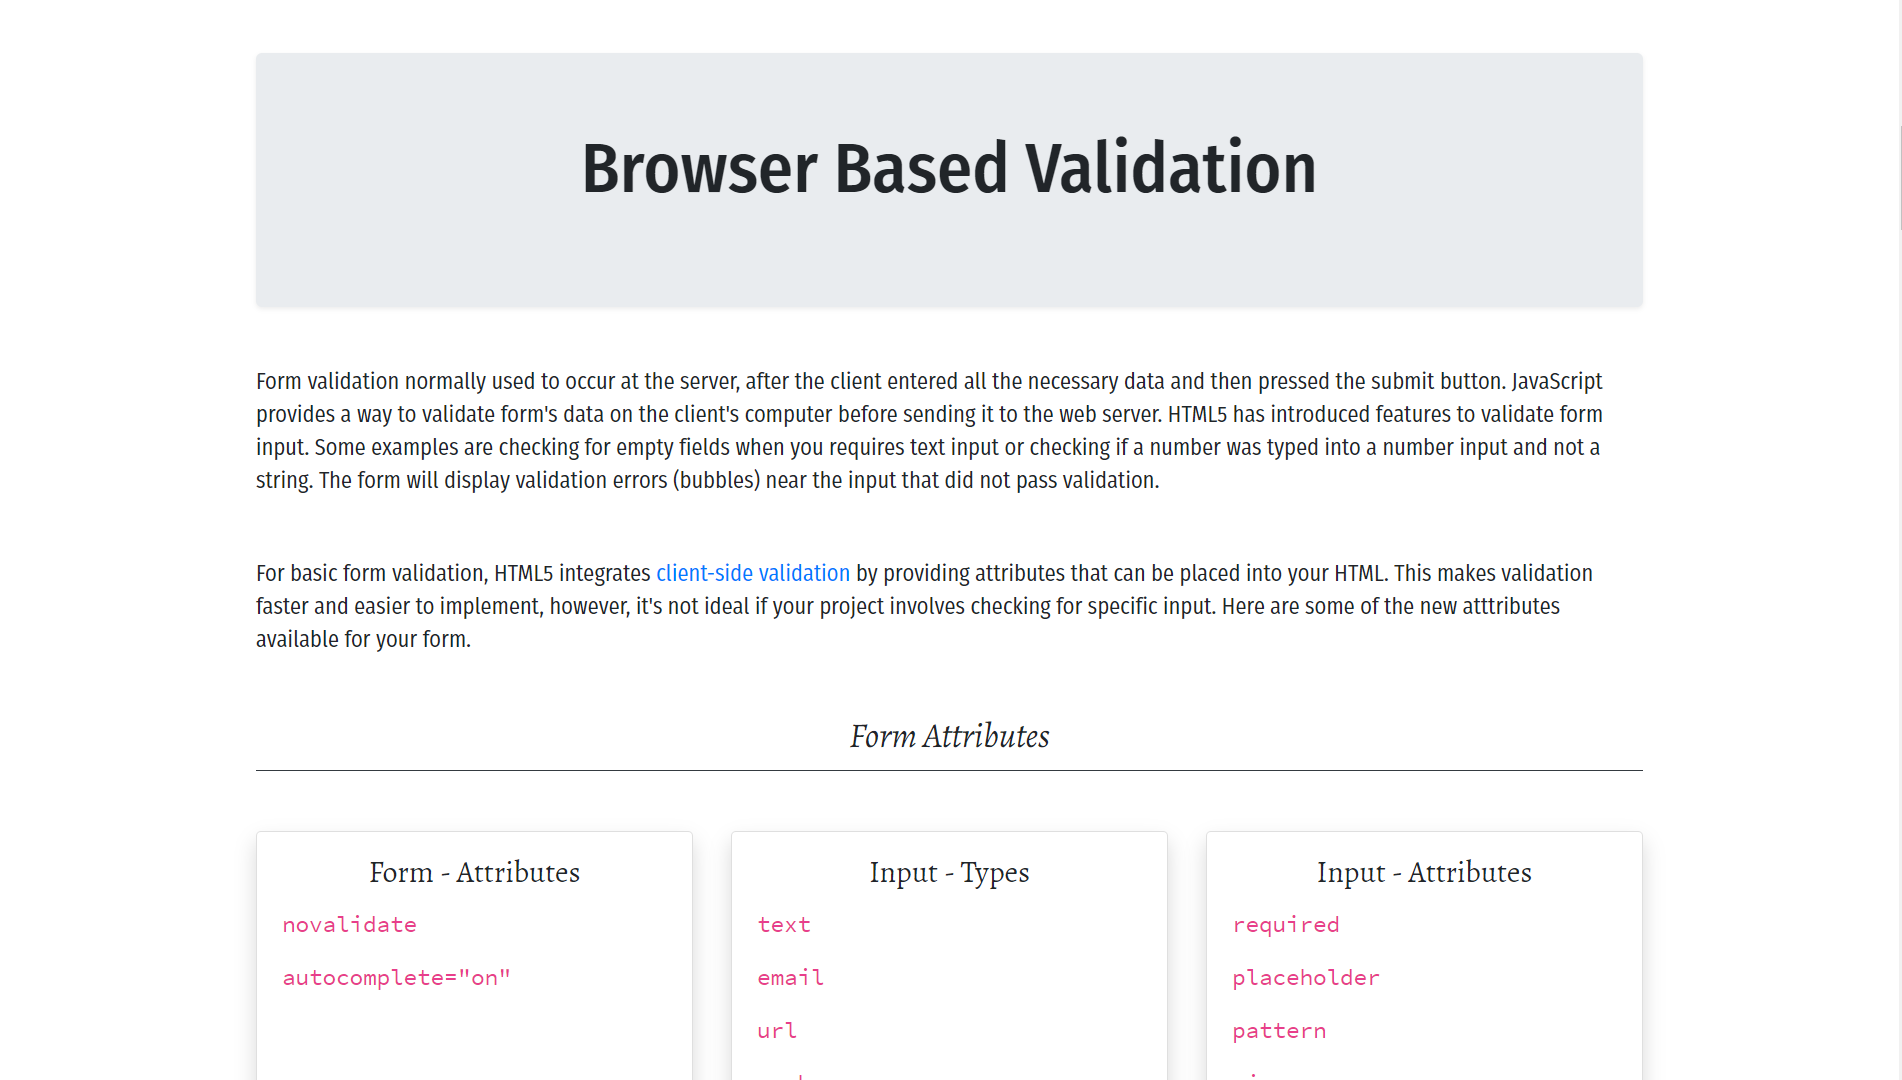 Browser Based Validation
Form validation normally used to occur at the server, after the client entered all the necessary data and then pressed the submit button. JavaScript
provides a way to validate form's data on the client's computer before sending it to the web server. HTML5 has introduced features to validate form
input. Some examples are checking for empty fields when you requires text input or checking if a number was typed into a number input and not a
string. The form will display validation errors (bubbles) near the input that did not pass validation.
For basic form validation, HTML5 integrates client-side validation by providing attributes that can be placed into your HTML. This makes validation
faster and easier to implement, however, it's not ideal if your project involves checking for specific input. Here are some of the new atttributes
available for your form.
Form Attributes
Form - Attributes
novalidate
autocomplete="on"
Input - Types
text
email
url
Input - Attributes
required
placeholder
pattern